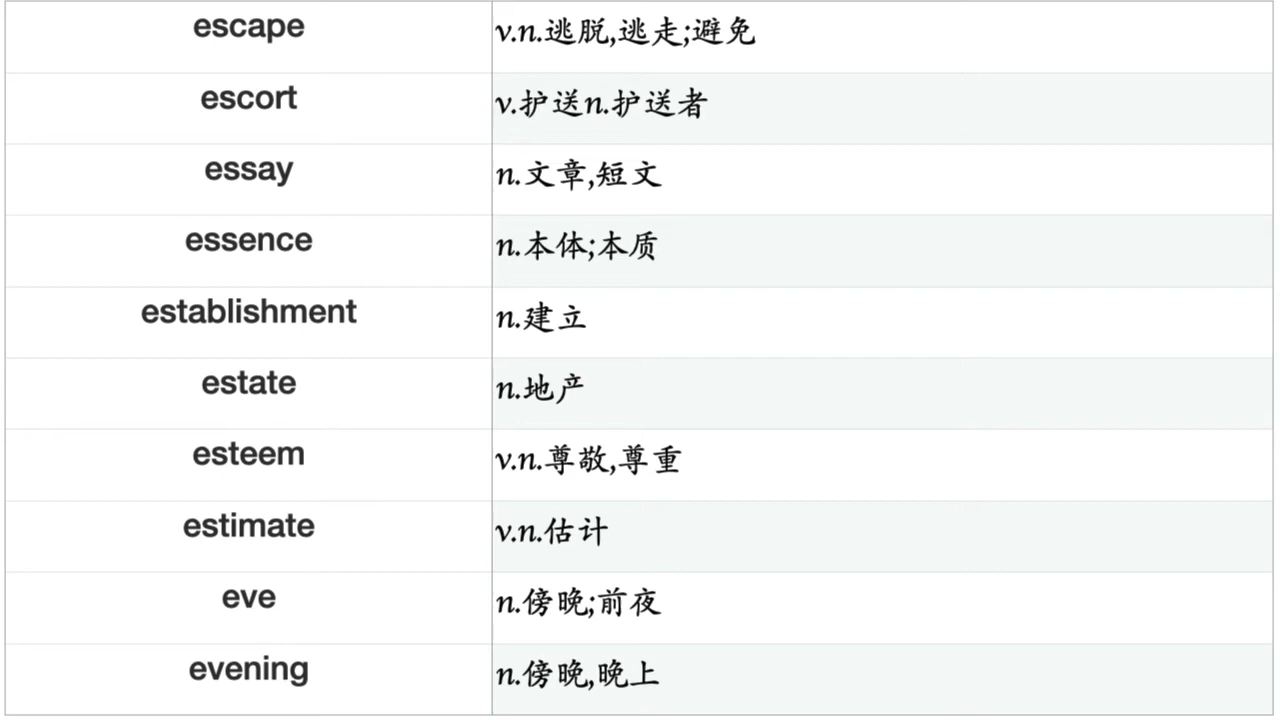 escape v.n.逃脱,逃走;避免
escort v.护送n.护送者
essay n.文章,短文
essence n.本体;本质
establishment n.建立
estate n.地产
esteem v.n.尊敬,尊重
estimate v.n.估计
eve n.傍晚;前夜
evening n.傍晚,晚上